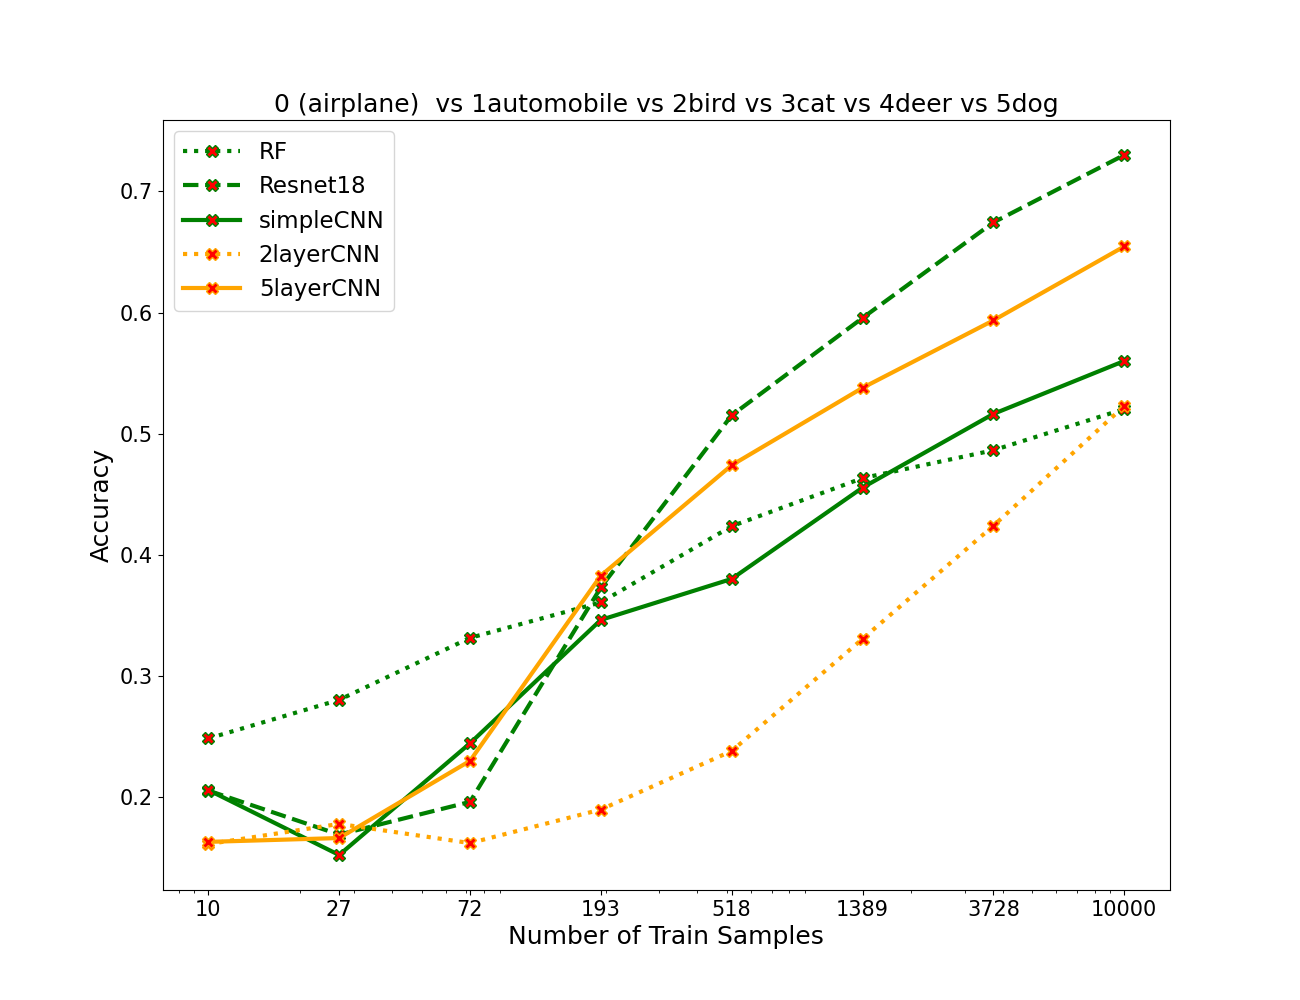 0 (airplane)  vs 1automobile vs 2bird vs 3cat vs 4deer vs 5dog
RF
Resnet18
simpleCNN
2layerCNN
5layerCNN
Accuracy
0.7
0.6
0.5
0.4
0.3
0.2
10 27 72 193 518 1389 3728 10000
Number of Train Samples